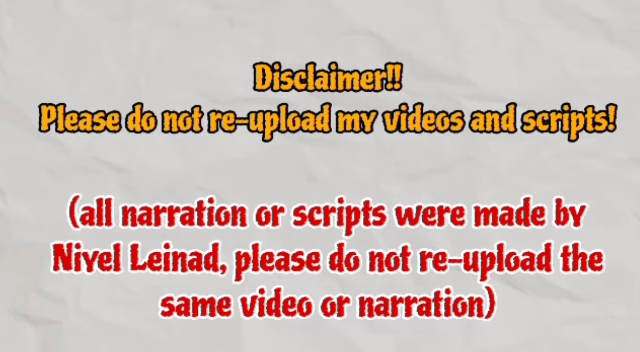 Disclaimer!!
Please do not re-upload my videos and scripts!
(all narration or scripts were made by
Nivel Leinad, please do not re-upload the
same video or narration)